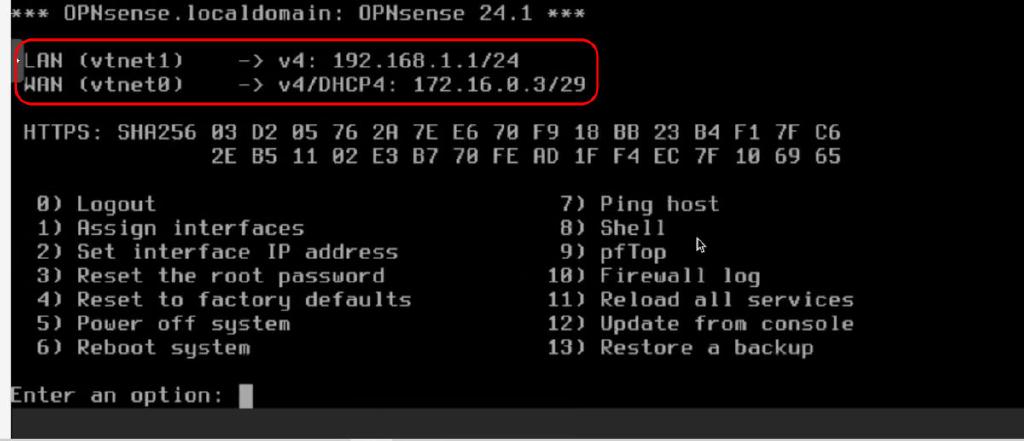 *** OPNsense.localdomain: OPNsense 24.1 ***
LAN (vtnet1)    -> v4: 192.168.1.1/24
WAN (vtnet0)    -> v4/DHCP4: 172.16.0.3/29
HTTPS: SHA256 03 D2 05 76 2A 7E E6 70 F9 18 BB 23 B4 F1 7F C6
2E B5 11 02 E3 B7 70 FE AD 1F F4 EC 7F 10 69 65
0) Logout    7) Ping host
1) Assign interfaces    8) Shell
2) Set interface IP address    9) pfTop
3) Reset the root password    10) Firewall log
4) Reset to factory defaults    11) Reload all services
5) Power off system    12) Update from console
6) Reboot system    13) Restore a backup
Enter an option: